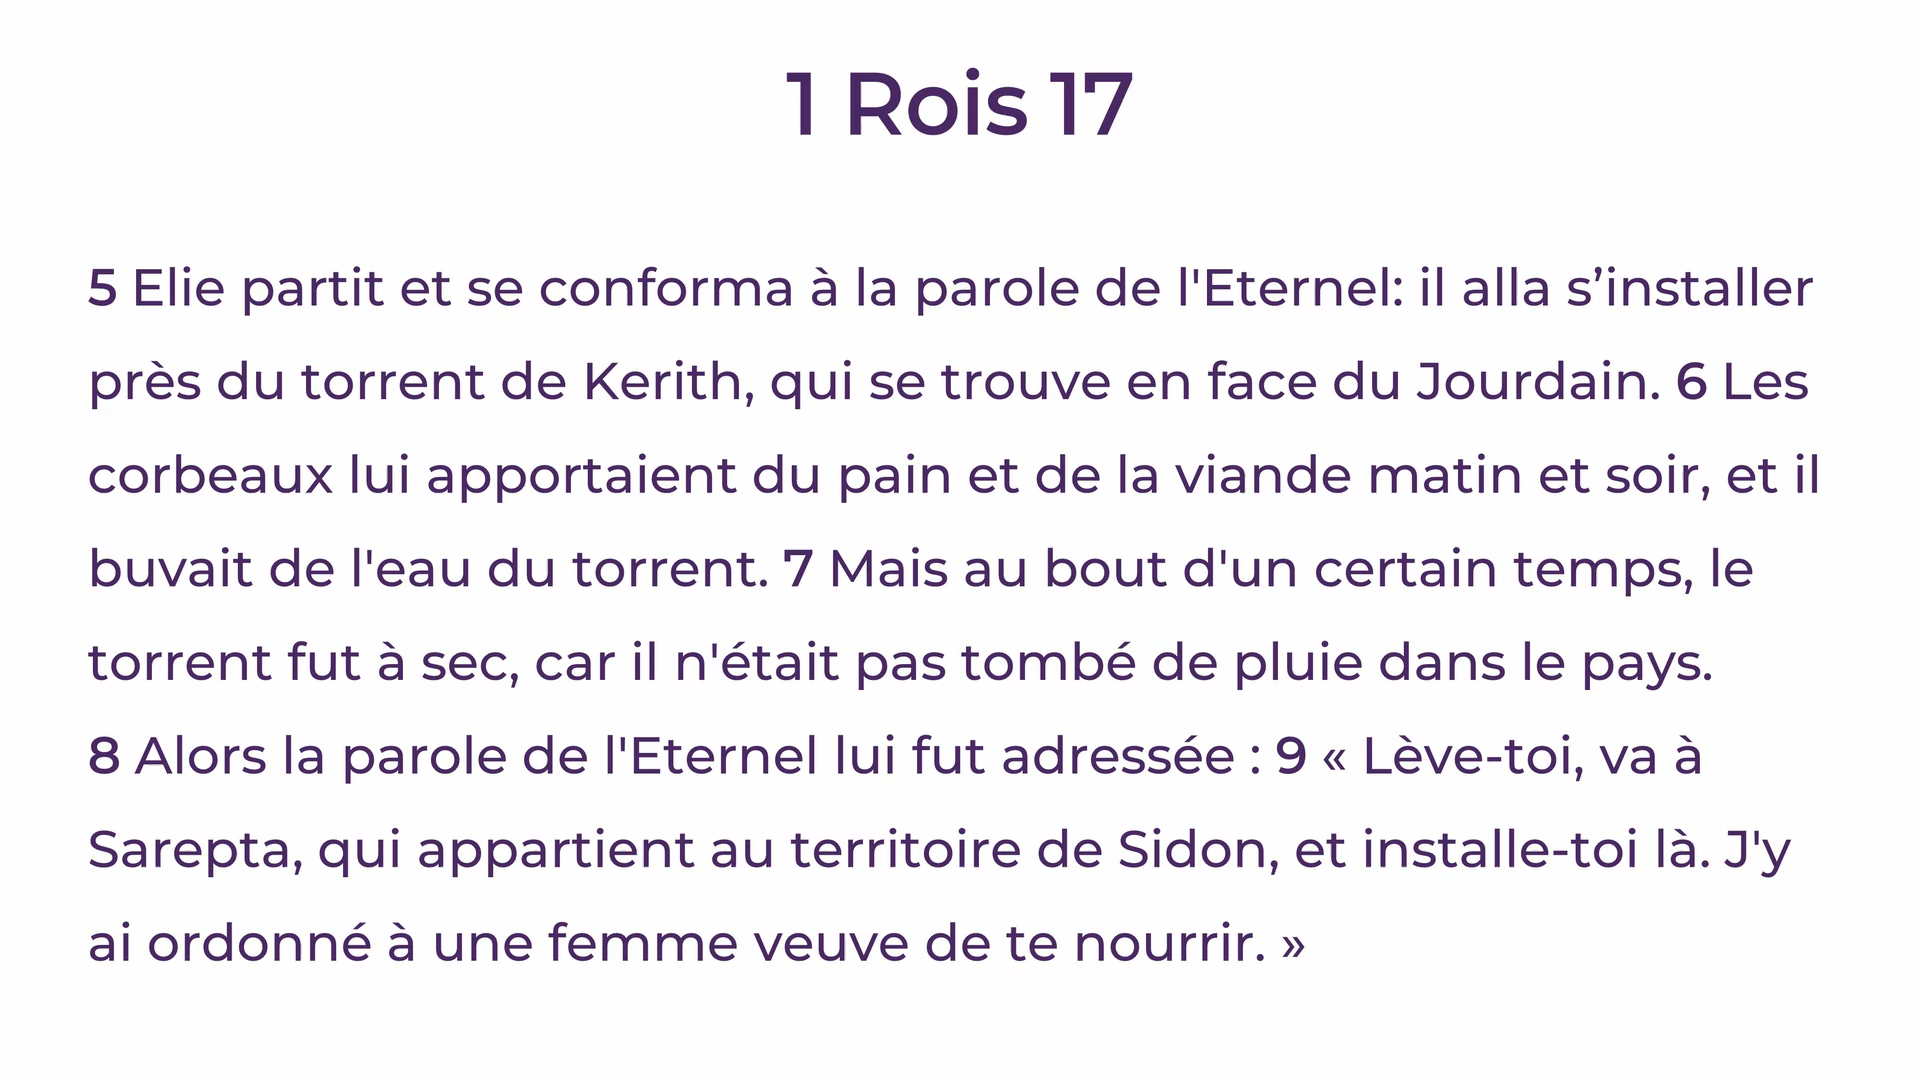 1 Rois 17
5 Elie partit et se conforma à la parole de l'Eternel: il alla s’installer
près du torrent de Kerith, qui se trouve en face du Jourdain. 6 Les
corbeaux lui apportaient du pain et de la viande matin et soir, et il
buvait de l'eau du torrent. 7 Mais au bout d'un certain temps, le
torrent fut à sec, car il n'était pas tombé de pluie dans le pays.
8 Alors la parole de l'Eternel lui fut adressée : 9 « Lève-toi, va à
Sarepta, qui appartient au territoire de Sidon, et installe-toi là. J'y
ai ordonné à une femme veuve de te nourrir. »